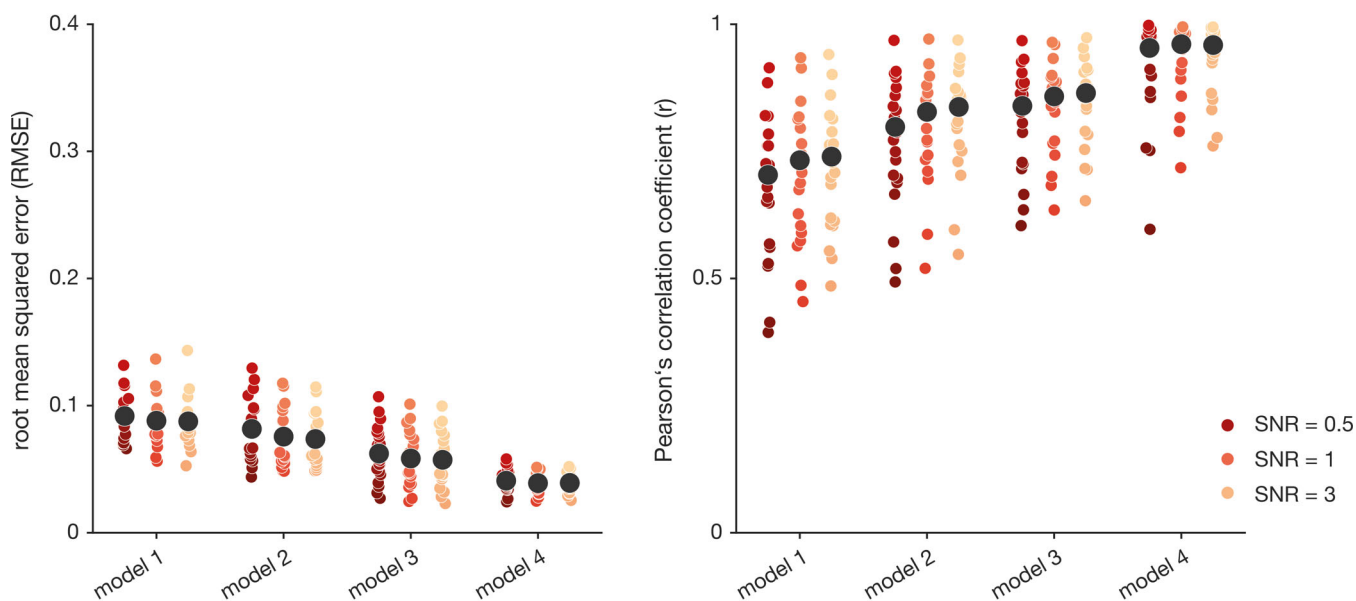 root mean squared error (RMSE)
0.4
0.3
0.2
0.1
0
model 1
model 2
model 3
model 4
Pearson‘s correlation coefficient (r)
1
0.5
0
model 1
model 2
model 3
model 4
SNR = 0.5
SNR = 1
SNR = 3